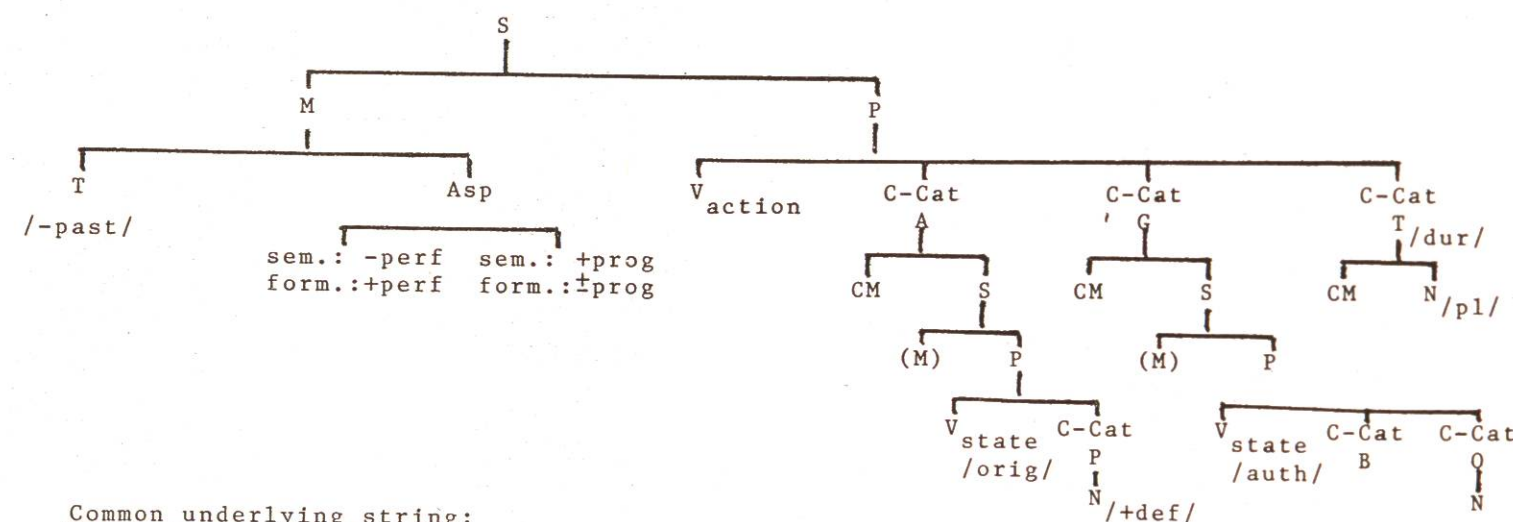 S
M P
T Asp V action C-Cat C-Cat C-Cat
/-past/ A ' G T /dur/
sem.: -perf sem.: +prog
form.:+perf form.:±prog
CM S CM S CM N /pl/
(M) P (M) P
V state C-Cat V state C-Cat C-Cat
/orig/ P /auth/ B O
N /+def/ N
Common underlying string: